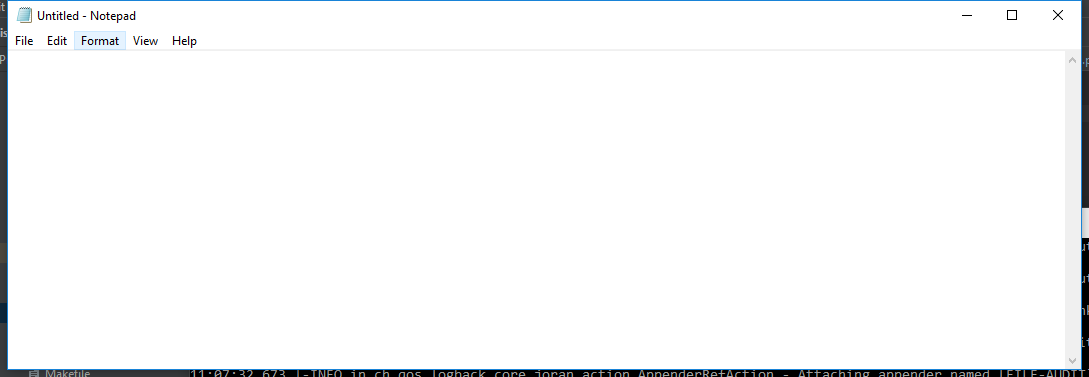 Untitled - Notepad
File Edit Format View Help
Makefile
11:07:32,673 |-INFO in ch.qos.logback.core.joran.action.AppenderRefAction - Attaching appender named [FILE-AUDIT